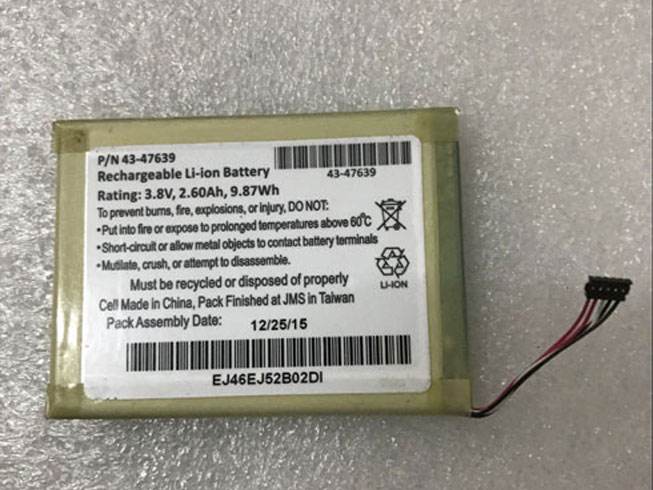 P/N 43-47639
Rechargeable Li-ion Battery
43-47639
Rating: 3.8V, 2.60Ah, 9.87Wh
To prevent burns, fire, explosions, or injury, DO NOT:
•Put into fire or expose to prolonged temperatures above 60℃
•Short-circuit or allow metal objects to contact battery terminals
•Mutilate, crush, or attempt to disassemble.
LI-ION
Must be recycled or disposed of properly
Cell Made in China, Pack Finished at JMS in Taiwan
Pack Assembly Date: 12/25/15
EJ46EJ52B02DI